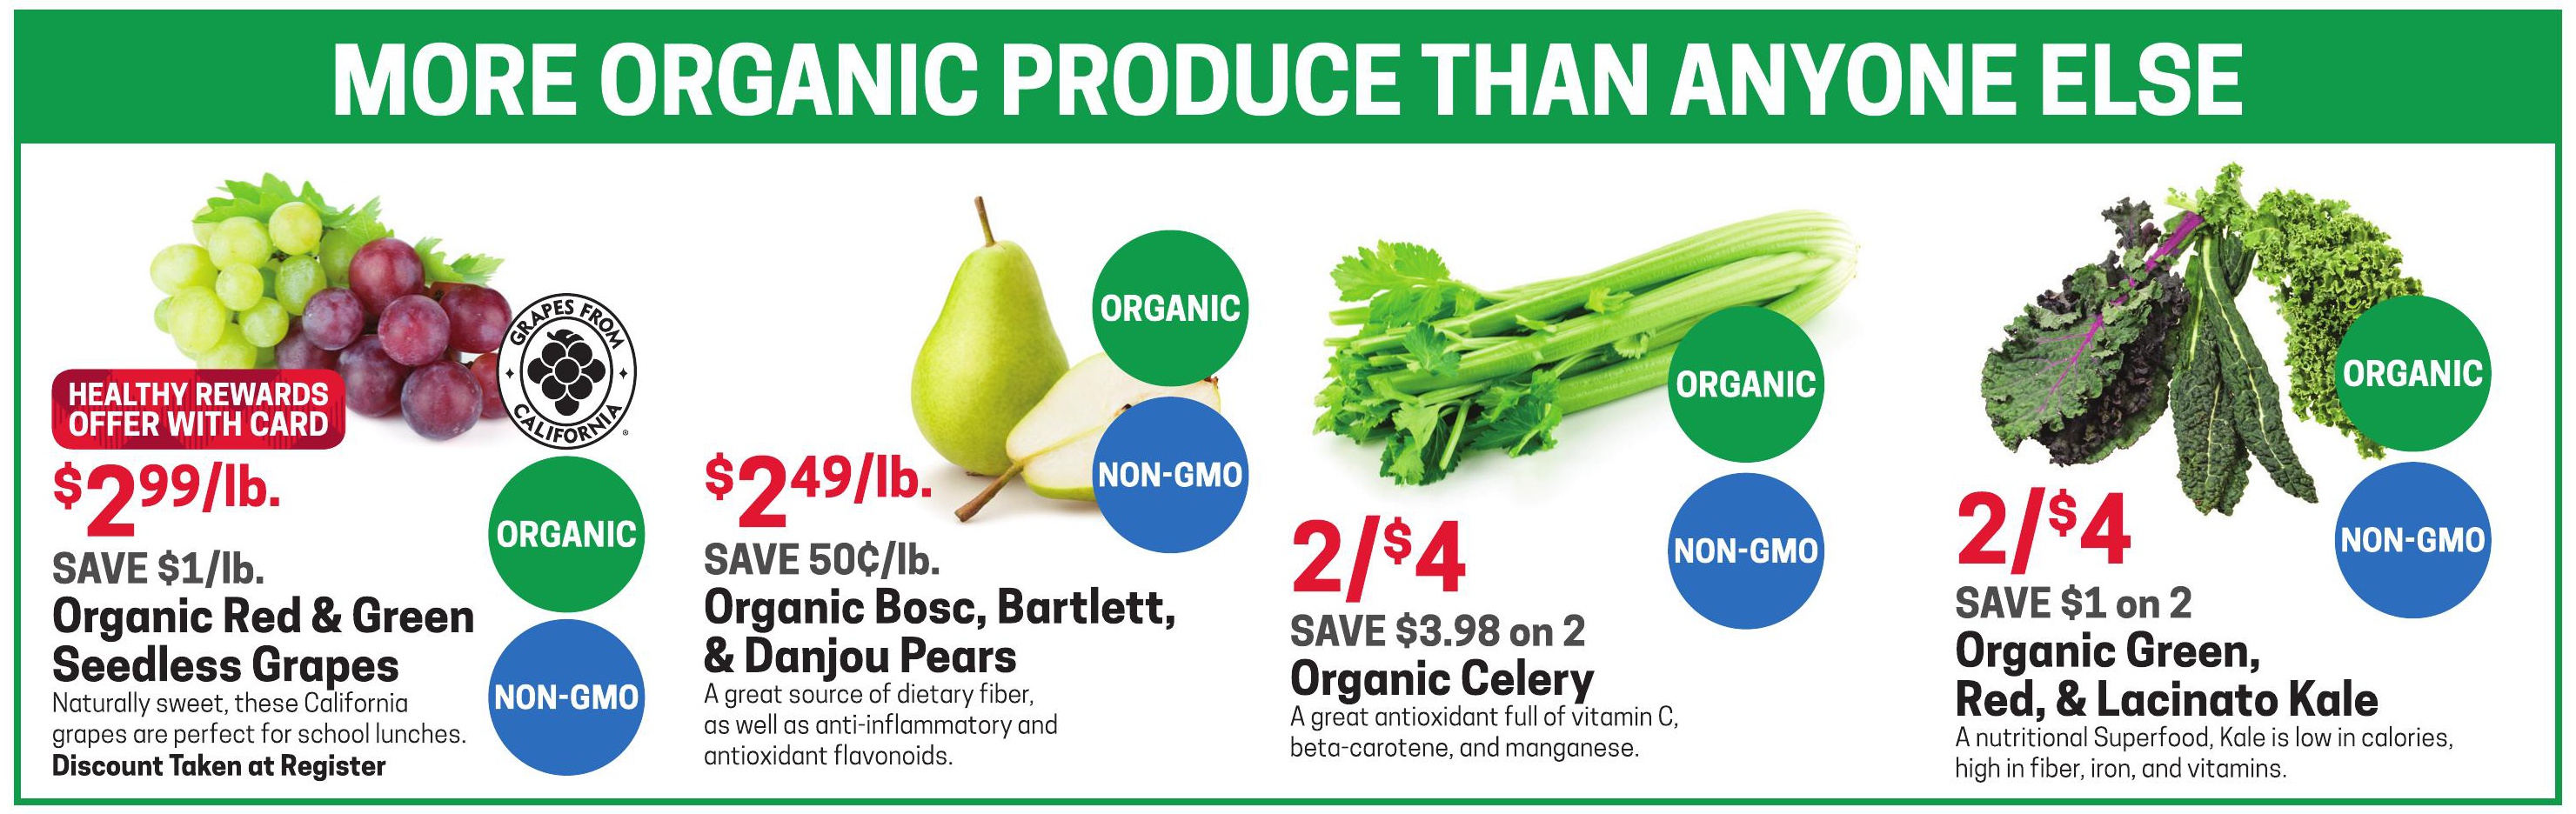 MORE ORGANIC PRODUCE THAN ANYONE ELSE
GRAPES FROM
CALIFORNIA
HEALTHY REWARDS
OFFER WITH CARD
$2 99/lb.
SAVE $1/lb.
Organic Red & Green
Seedless Grapes
Naturally sweet, these California
grapes are perfect for school lunches.
Discount Taken at Register
ORGANIC
NON-GMO
$2 49/lb.
SAVE 50¢/lb.
Organic Bosc, Bartlett,
& Danjou Pears
A great source of dietary fiber,
as well as anti-inflammatory and
antioxidant flavonoids.
ORGANIC
NON-GMO
2/$4
SAVE $3.98 on 2
Organic Celery
A great antioxidant full of vitamin C,
beta-carotene, and manganese.
ORGANIC
NON-GMO
2/$4
SAVE $1 on 2
Organic Green,
Red, & Lacinato Kale
A nutritional Superfood, Kale is low in calories,
high in fiber, iron, and vitamins.
ORGANIC
NON-GMO